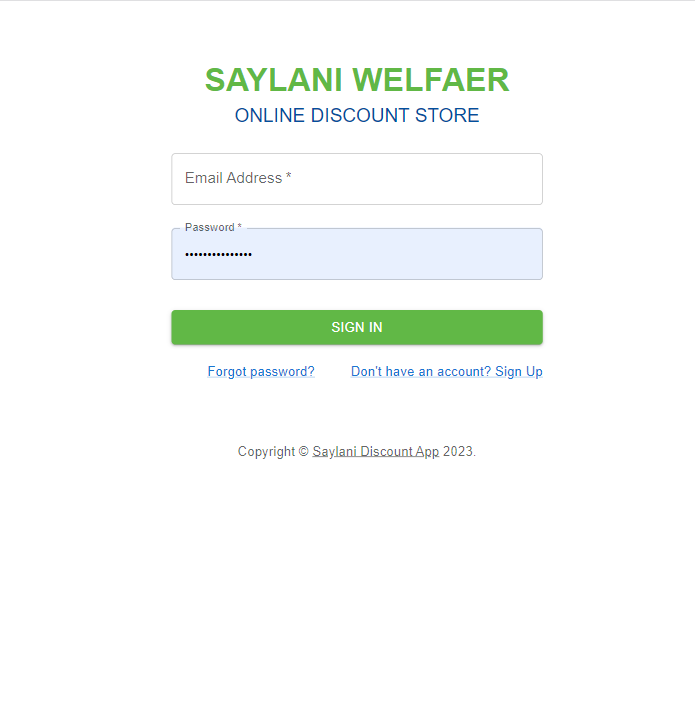 SAYLANI WELFAER
ONLINE DISCOUNT STORE
Email Address *
Password *
•••••••••••••••
SIGN IN
Forgot password? Don't have an account? Sign Up
Copyright © Saylani Discount App 2023.